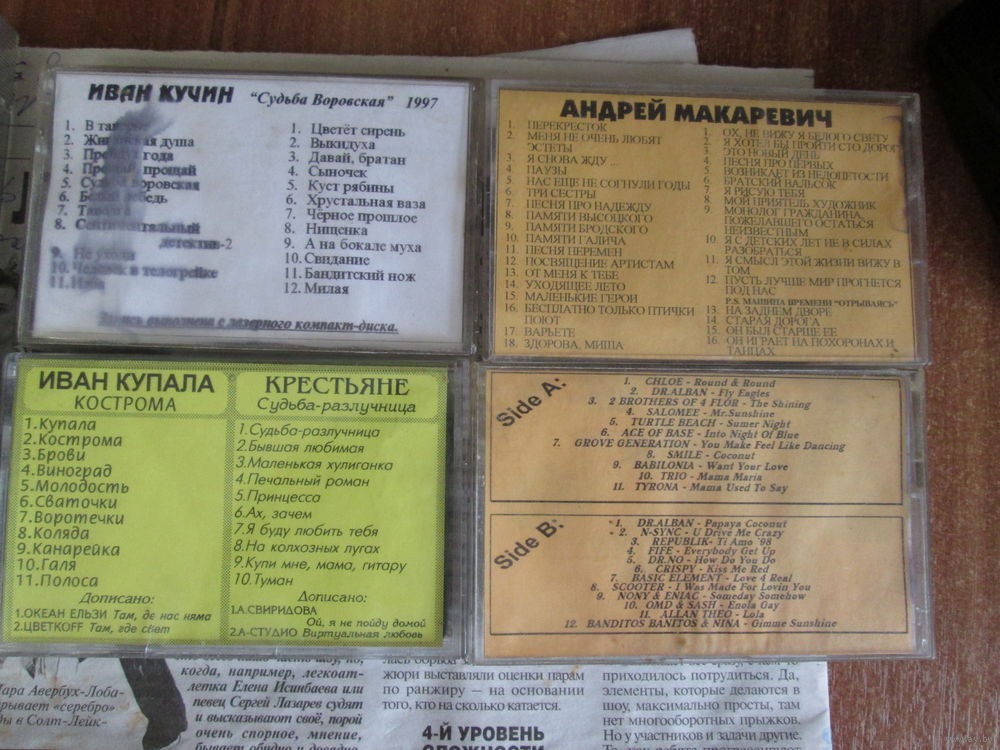 ИВАН КУЧИН "Судьба Воровская" 1997
1. В
2. душа
3. года
4. прощай
5. воровская
6.
7.
8. Сентиментальный
детектив-2
9. Не уходи
10. Человек в телогрейке
11.
1. Цветёт сирень
2. Выкидуха
3. Давай, братан
4. Сыночек
5. Куст рябины
6. Хрустальная ваза
7. Чёрное прошлое
8. Нищенка
9. А на бокале муха
10. Свидание
11. Бандитский нож
12. Милая
Запись выполнена с лазерного компакт-диска.
АНДРЕЙ МАКАРЕВИЧ
1. ПЕРЕКРЕСТОК
2. МЕНЯ НЕ ОЧЕНЬ ЛЮБЯТ
ЭСТЕТЫ
3. Я СНОВА ЖДУ ...
4. ПАУЗЫ
5. НАС ЕЩЕ НЕ СОГНУЛИ ГОДЫ
6. ТРИ СЕСТРЫ
7. ПЕСНЯ ПРО НАДЕЖДУ
8. ПАМЯТИ ВЫСОЦКОГО
9. ПАМЯТИ БРОДСКОГО
10. ПАМЯТИ ГАЛИЧА
11. ПЕСНЯ ПЕРЕМЕН
12. ПОСВЯЩЕНИЕ АРТИСТАМ
13. ОТ МЕНЯ К ТЕБЕ
14. УХОДЯЩЕЕ ЛЕТО
15. МАЛЕНЬКИЕ ГЕРОИ
16. БЕСПЛАТНО ТОЛЬКО ПТИЧКИ
ПОЮТ
17. ВАРЬЕТЕ
18. ЗДОРОВА, МИША
1. ОХ, НЕ ВИЖУ Я БЕЛОГО СВЕТУ
2. Я ХОТЕЛ БЫ ПРОЙТИ СТО ДОРОГ
3. ЭТО НОВЫЙ ДЕНЬ
4. ПЕСНЯ ПРО ПЕРВЫХ
5. ВОЗНИКАЕТ ИЗ НЕДОПЕТОСТИ
6. БРАТСКИЙ ВАЛЬСОК
7. Я РИСУЮ ТЕБЯ
8. МОЙ ПРИЯТЕЛЬ ХУДОЖНИК
9. МОНОЛОГ ГРАЖДАНИНА,
ПОЖЕЛАВШЕГО ОСТАТЬСЯ
НЕИЗВЕСТНЫМ
10. Я С ДЕТСКИХ ЛЕТ НЕ В СИЛАХ
РАЗОБРАТЬСЯ
11. Я СМЫСЛ ЭТОЙ ЖИЗНИ ВИЖУ В
ТОМ
12. ПУСТЬ ЛУЧШЕ МИР ПРОГНЕТСЯ
ПОД НАС
P.S. МАШИНА ВРЕМЕНИ "ОТРЫВАЯСЬ"
13. НА ЗАДНЕМ ДВОРЕ
14. СТАРАЯ ДОРОГА
15. ОН БЫЛ СТАРШЕ ЕЕ
16. ОН ИГРАЕТ НА ПОХОРОНАХ И
ТАНЦАХ
ИВАН КУПАЛА
КОСТРОМА
1.Купала
2.Кострома
3.Брови
4.Виноград
5.Молодость
6.Сваточки
7.Воротечки
8.Коляда
9.Канарейка
10.Галя
11.Полоса
Дописано:
1.ОКЕАН ЕЛЬЗИ Там, де нас няма
2.ЦВЕТКOFF Там, где свет
КРЕСТЬЯНЕ
Судьба-разлучница
1.Судьба-разлучница
2.Бывшая любимая
3.Маленькая хулиганка
4.Печальный роман
5.Принцесса
6.Ах, зачем
7.Я буду любить тебя
8.На колхозных лугах
9.Купи мне, мама, гитару
10.Туман
Дописано:
1.А.СВИРИДОВА
Ой, я не пойду домой
2.А-СТУДИО Виртуальная любовь
Side A:
1. CHLOE - Round & Round
2. DR.ALBAN - Fly Eagles
3. 2 BROTHERS OF 4 FLOR - The Shining
4. SALOMEE - Mr.Sunshine
5. TURTLE BEACH - Sumer Night
6. ACE OF BASE - Into Night Of Blue
7. GROVE GENERATION - You Make Feel Like Dancing
8. SMILE - Coconut
9. BABILONIA - Want Your Love
10. TRIO - Mama Maria
11. TYRONA - Mama Used To Say
Side B:
1. DR.ALBAN - Papaya Coconut
2. N-SYNC - U Drive Me Crazy
3. REPUBLIK- Ti Amo '98
4. FIFE - Everybody Get Up
5. DR.NO - How Do You Do
6. CRISPY - Kiss Me Red
7. BASIC ELEMENT - Love 4 Real
8. SCOOTER - I Was Made For Lovin You
9. NONY & ENIAC - Someday Somehow
10. OMD & SASH - Enola Gay
11. ALLAN THEO - Lola
12. BANDITOS BANITOS & NINA - Gimme Sunshine
Тара Авербух-Лоба-
рывает «серебро»
ды в Солт-Лейк-
когда, например, легкоат-
летка Елена Исинбаева или
певец Сергей Лазарев судят
и высказывают своё, порой
очень спорное, мнение,
бывает обидно и досадно
жюри выставляли оценки парам
по ранжиру — на основании
того, кто на сколько катается.
4-Й УРОВЕНЬ
СЛОЖНОСТИ
приходилось потрудиться. Да,
элементы, которые делаются в
шоу, максимально просты, там
нет многооборотных прыжков.
Но у участников и задачи другие.